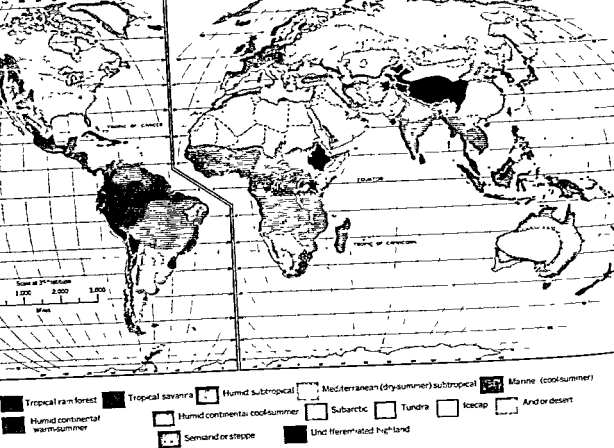 TROPIC OF CANCER
EQUATOR
TROPIC OF CAPRICORN
Scale at 35° latitude
1,000 2,000 3,000
Miles
Tropical rain forest
Tropical savanna
Humid subtropical
Mediterranean (dry-summer) subtropical
Marine (cool-summer)
Humid continental
warm-summer
Humid continental cool-summer
Subarctic
Tundra
Icecap
Arid or desert
Semiarid or steppe
Undifferentiated highland